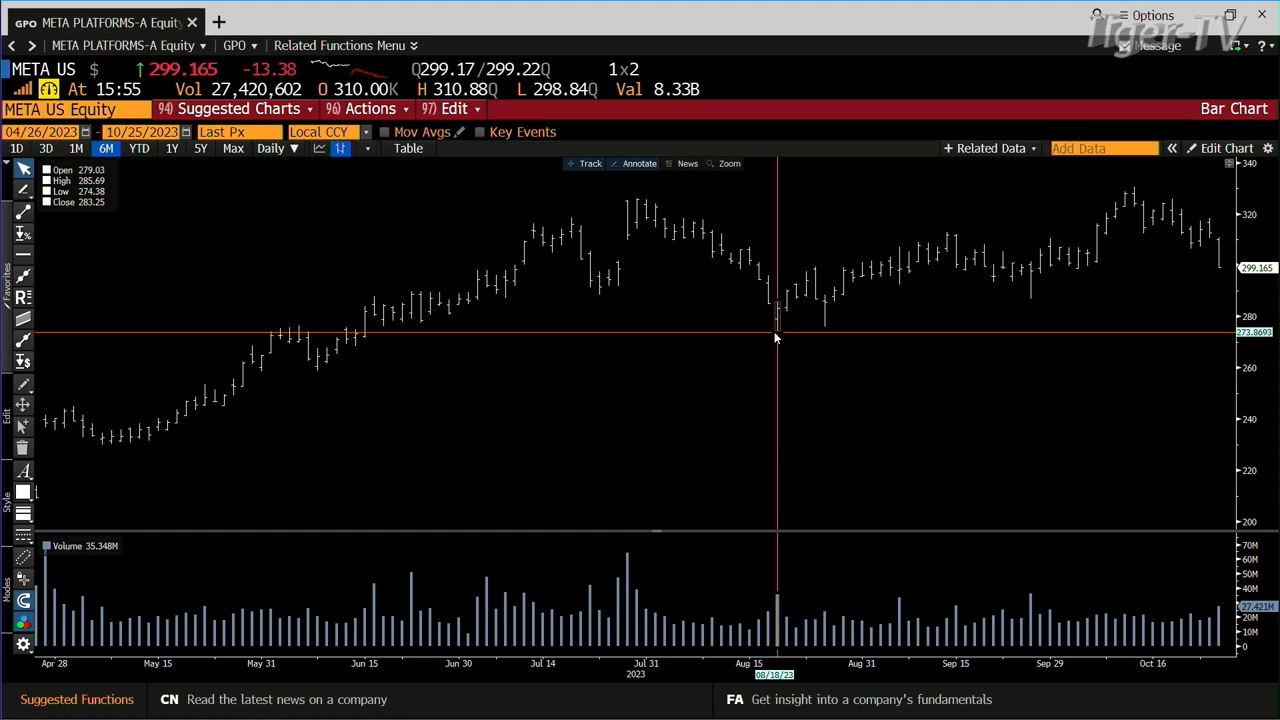 GPO META PLATFORMS-A Equity
Options
Tiger-TV
META PLATFORMS-A Equity GPO Related Functions Menu Message ?
META US $ 299.165 -13.38 Q299.17/299.22Q 1x2
At 15:55 Vol 27,420,602 O 310.00K H 310.88Q L 298.84Q Val 8.33B
META US Equity 94) Suggested Charts 96) Actions 97) Edit Bar Chart
04/26/2023 - 10/25/2023 Last Px Local CCY Mov Avgs Key Events
1D 3D 1M 6M YTD 1Y 5Y Max Daily ▼ Table + Related Data Add Data « Edit Chart
Track Annotate News Zoom
Open 279.03
High 285.69
Low 274.38
Close 283.25
340
320
299.165
280
273.8693
260
240
220
200
Favorites
Edit
Style
Modes
Volume 35.348M
70M
60M
50M
40M
27.421M
20M
10M
0
Apr 28 May 15 May 31 Jun 15 Jun 30 Jul 14 Jul 31 Aug 15 Aug 31 Sep 15 Sep 29 Oct 16
2023 08/18/23
Suggested Functions CN Read the latest news on a company FA Get insight into a company's fundamentals